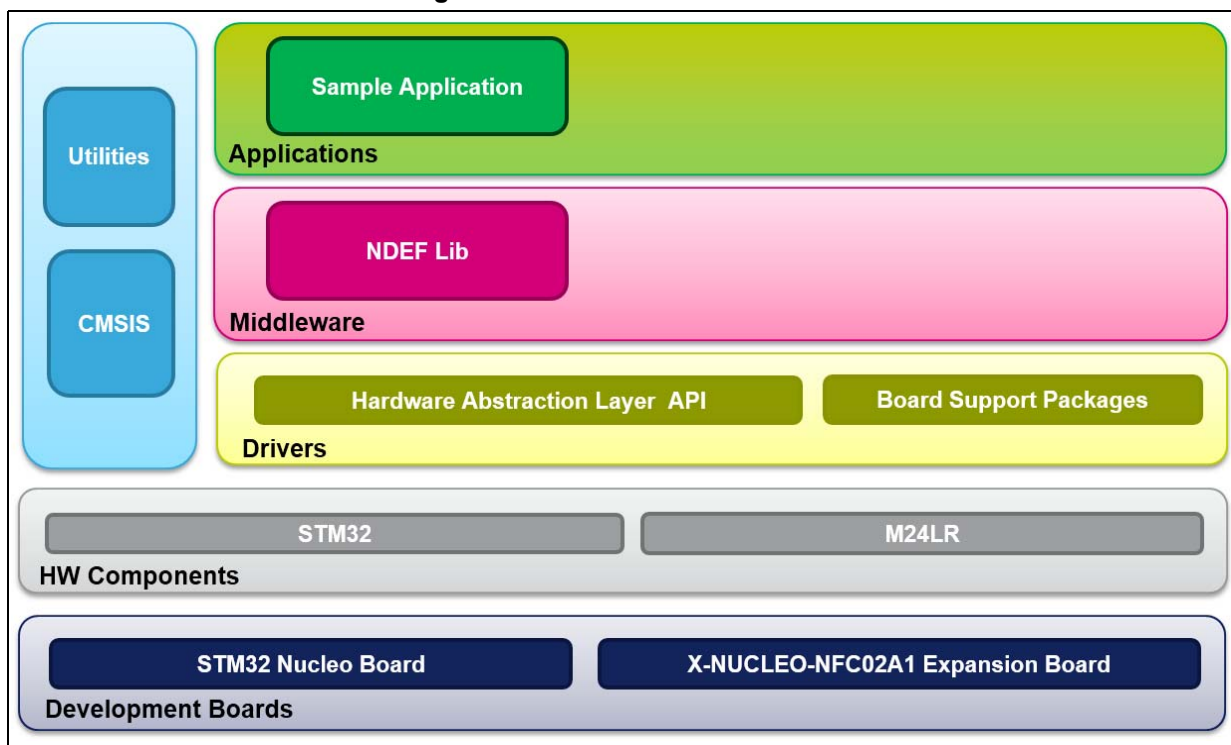 Utilities
CMSIS
Sample Application
Applications
NDEF Lib
Middleware
Hardware Abstraction Layer API
Board Support Packages
Drivers
STM32
M24LR
HW Components
STM32 Nucleo Board
X-NUCLEO-NFC02A1 Expansion Board
Development Boards